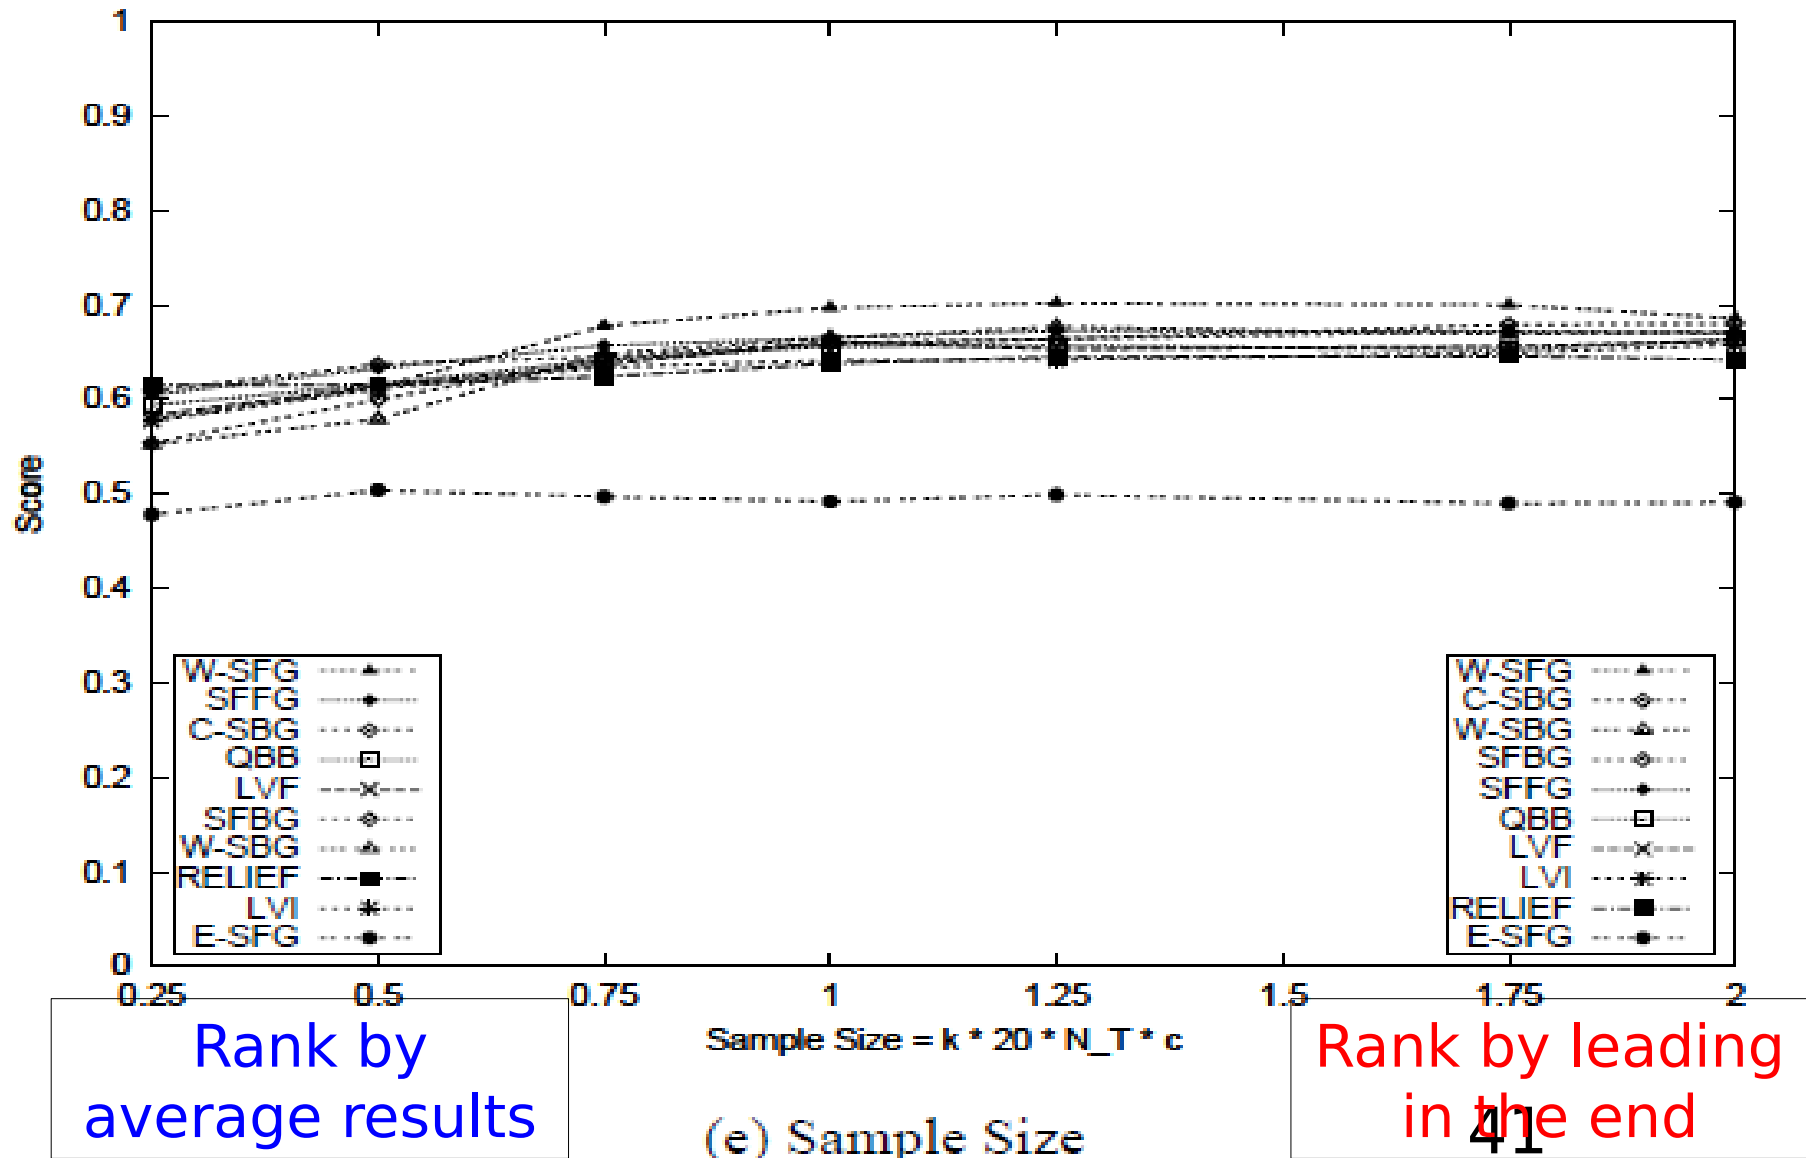 1
0.9
0.8
0.7
0.6
0.5
0.4
0.3
0.2
0.1
0
Score
W-SFG
SFFG
C-SBG
QBB
LVF
SFBG
W-SBG
RELIEF
LVI
E-SFG
W-SFG
C-SBG
W-SBG
SFBG
SFFG
QBB
LVF
LVI
RELIEF
E-SFG
0.25 0.5 0.75 1 1.25 1.5 1.75 2
Sample Size = k * 20 * N_T * c
Rank by
average results
Rank by leading
in the end
(e) Sample Size
41